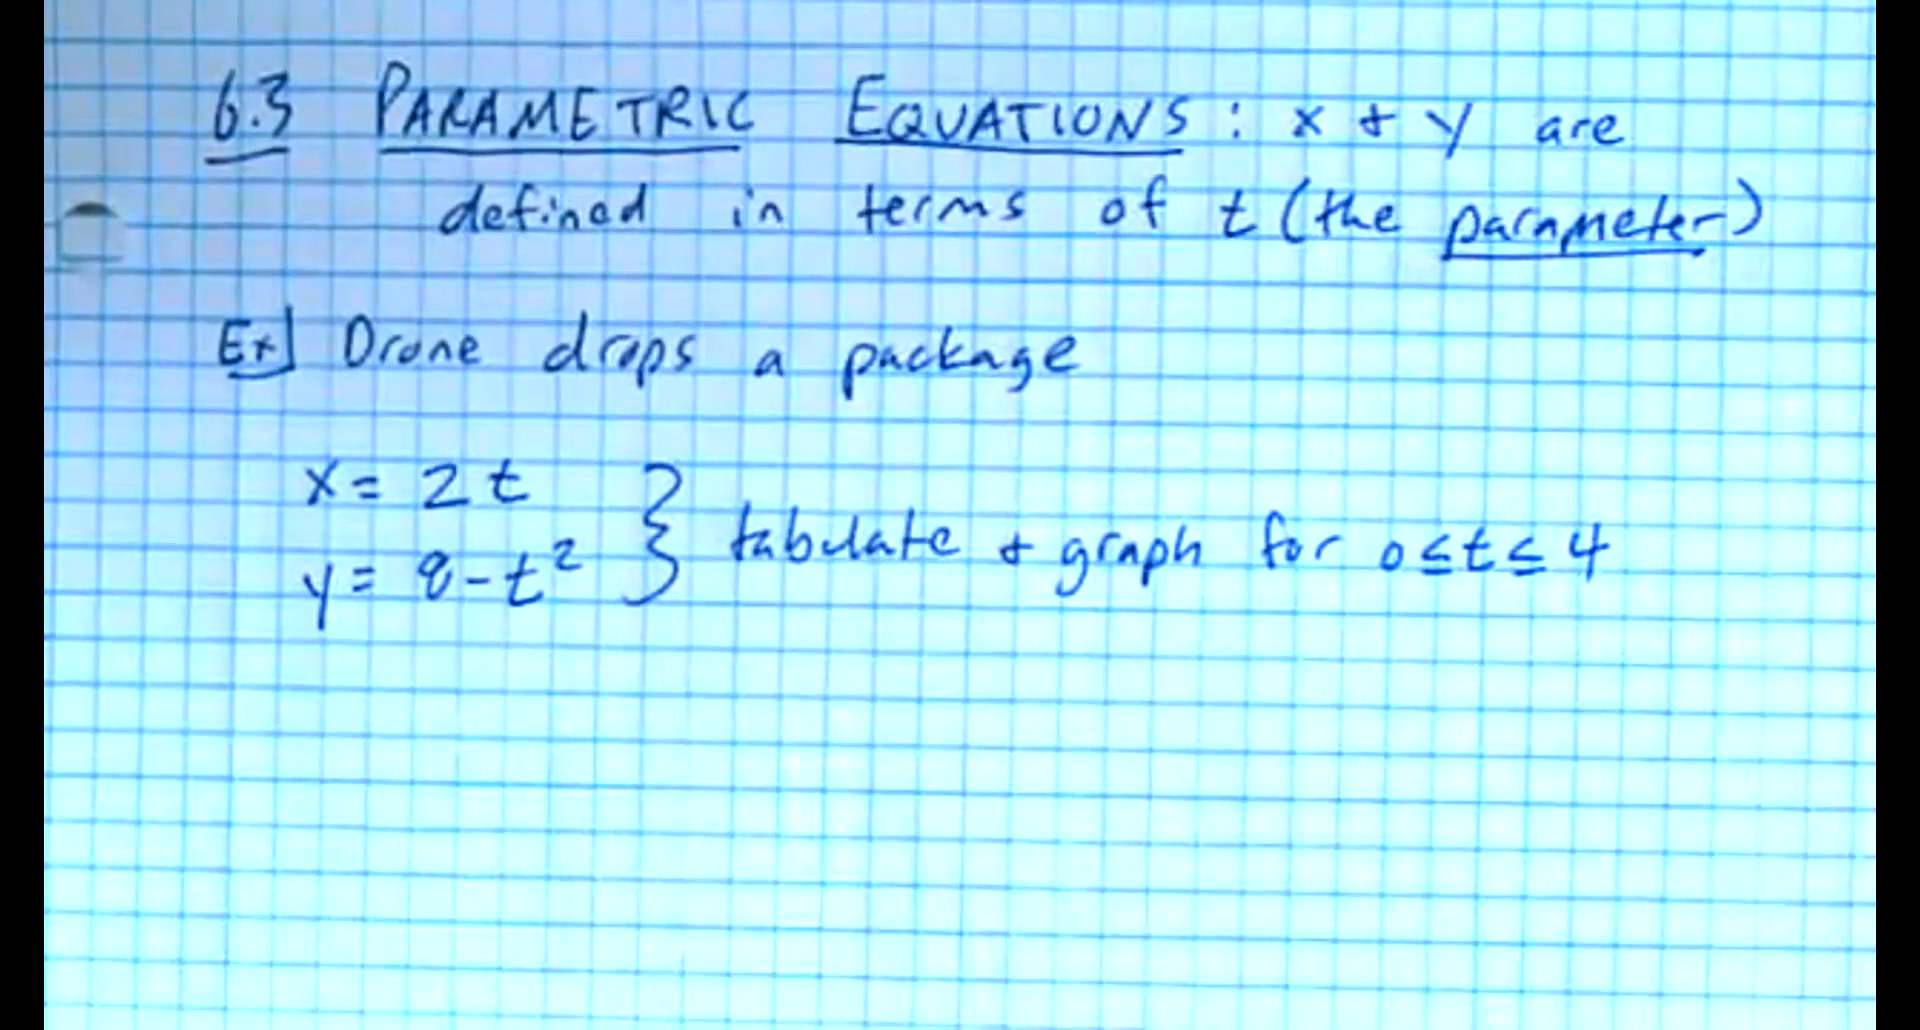 6.3 PARAMETRIC EQUATIONS: x & y are
defined in terms of t (the parameter)
Ex] Drone drops a package
x = 2t
y = 8 - t² } tabulate & graph for 0 ≤ t ≤ 4